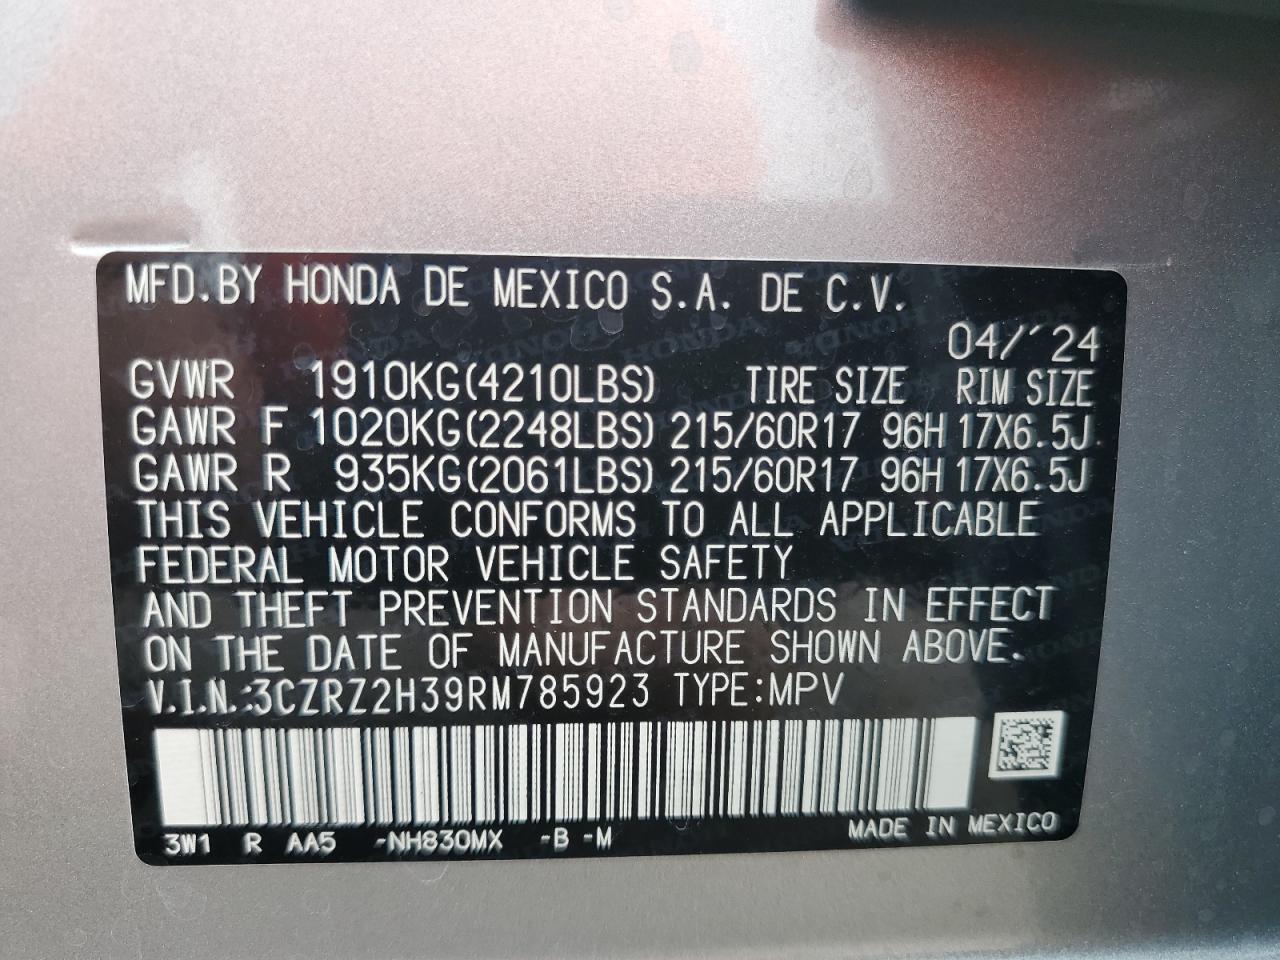 MFD.BY HONDA DE MEXICO S.A. DE C.V.
04/´24
GVWR 1910KG(4210LBS) TIRE SIZE RIM SIZE
GAWR F 1020KG(2248LBS) 215/60R17 96H 17X6.5J
GAWR R 935KG(2061LBS) 215/60R17 96H 17X6.5J
THIS VEHICLE CONFORMS TO ALL APPLICABLE
FEDERAL MOTOR VEHICLE SAFETY
AND THEFT PREVENTION STANDARDS IN EFFECT
ON THE DATE OF MANUFACTURE SHOWN ABOVE.
V.I.N.:3CZRZ2H39RM785923 TYPE:MPV
3W1 R AA5 -NH830MX -B -M MADE IN MEXICO